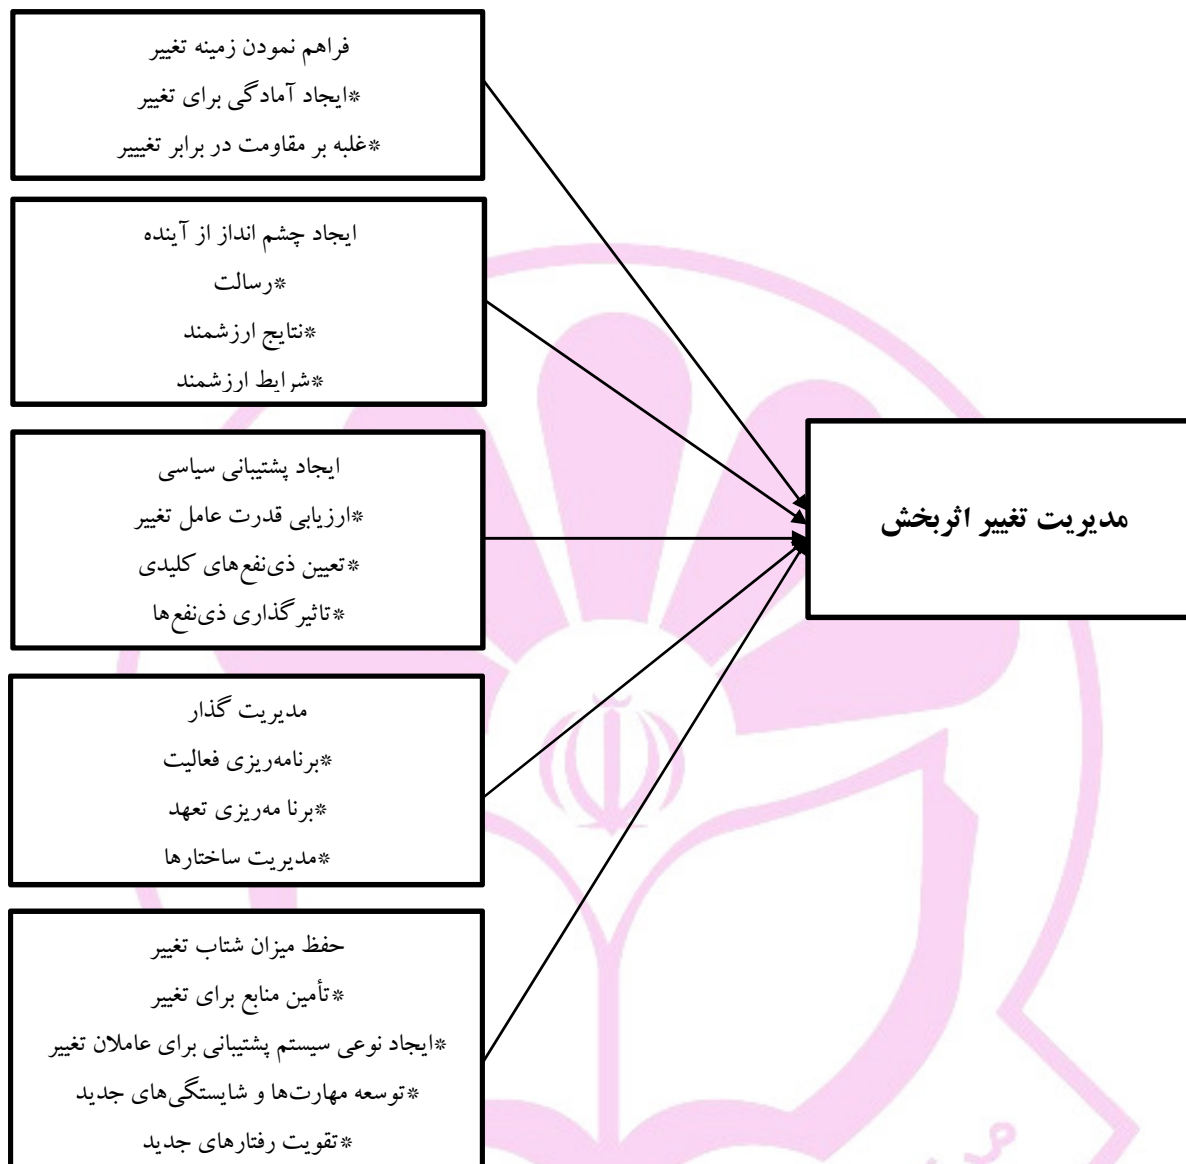 فراهم نمودن زمینه تغییر
*ایجاد آمادگی برای تغییر
*غلبه بر مقاومت در برابر تغیییر
ایجاد چشم انداز از آینده
*رسالت
*نتایج ارزشمند
*شرایط ارزشمند
ایجاد پشتیبانی سیاسی
*ارزیابی قدرت عامل تغییر
*تعیین ذی‌نفع‌های کلیدی
*تاثیرگذاری ذی‌نفع‌ها
مدیریت گذار
*برنامه‌ریزی فعالیت
*برنا مه‌ریزی تعهد
*مدیریت ساختارها
حفظ میزان شتاب تغییر
*تأمین منابع برای تغییر
*ایجاد نوعی سیستم پشتیبانی برای عاملان تغییر
*توسعه مهارت‌ها و شایستگی‌های جدید
*تقویت رفتارهای جدید
مدیریت تغییر اثربخش